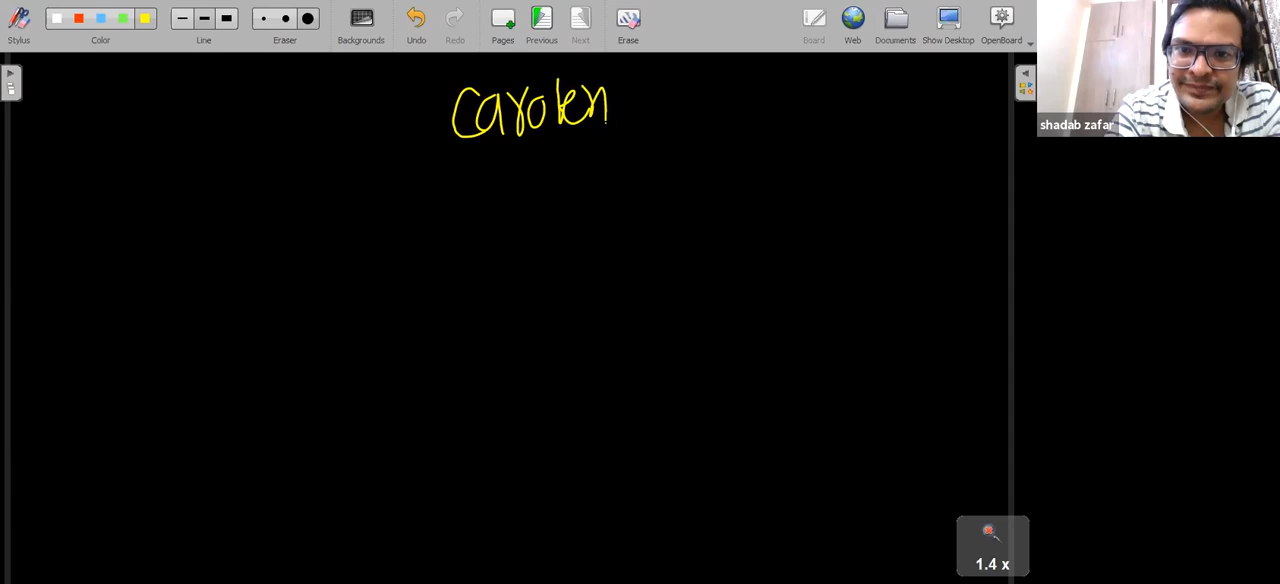 Stylus
Color
Line
Eraser
Backgrounds
Undo
Redo
Pages
Previous
Next
Erase
Board
Web
Documents
Show Desktop
OpenBoard
shadab zafar
caroten
1.4 x